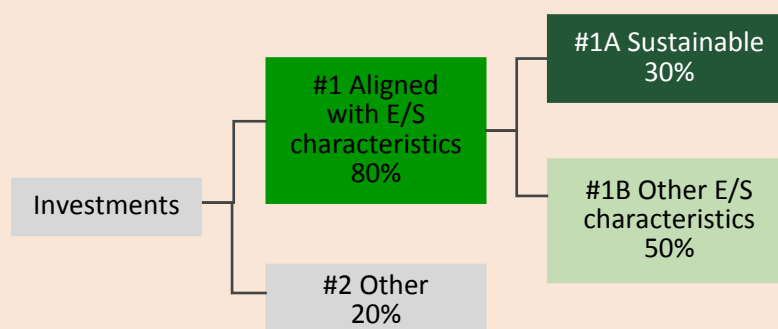 Investments
#1 Aligned
with E/S
characteristics
80%
#2 Other
20%
#1A Sustainable
30%
#1B Other E/S
characteristics
50%